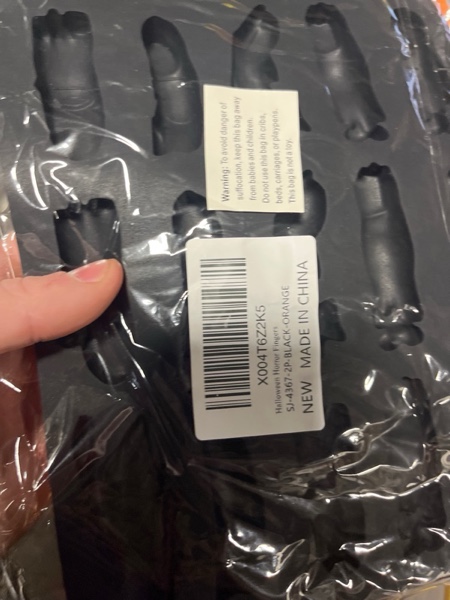 Warning: To avoid danger of
suffocation, keep this bag away
from babies and children.
Do not use this bag in cribs,
beds, carriages, or playpens.
This bag is not a toy.
X004T6Z2K5
Halloween Horror Fingers
SJ-4367-2P-BLACK-ORANGE
NEW MADE IN CHINA